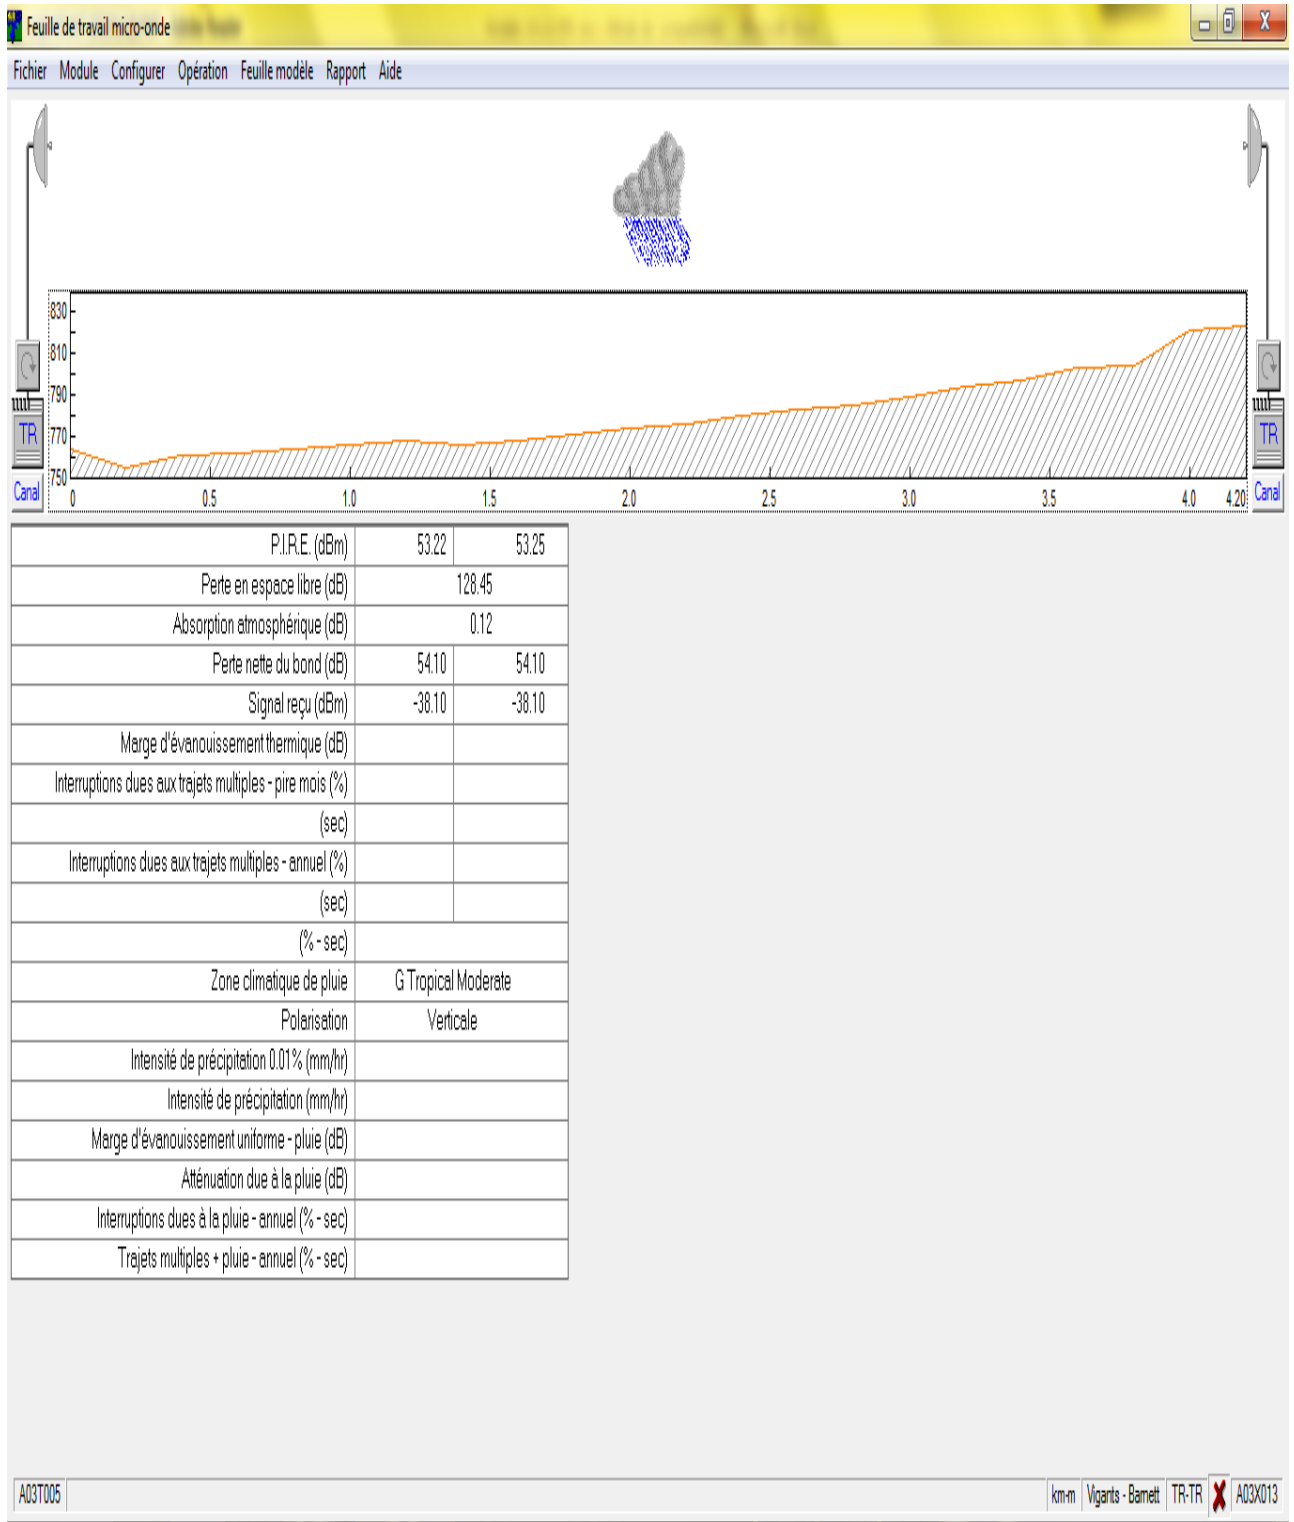 Feuille de travail micro-onde
Fichier Module Configurer Opération Feuille modèle Rapport Aide
830
810
790
770
750
TR
TR
Canal
Canal
0 0.5 1.0 1.5 2.0 2.5 3.0 3.5 4.0 4.20
P.I.R.E. (dBm) 53.22 53.25
Perte en espace libre (dB) 128.45
Absorption atmosphérique (dB) 0.12
Perte nette du bond (dB) 54.10 54.10
Signal reçu (dBm) -38.10 -38.10
Marge d'évanouissement thermique (dB)
Interruptions dues aux trajets multiples - pire mois (%)
(sec)
Interruptions dues aux trajets multiples - annuel (%)
(sec)
(% - sec)
Zone climatique de pluie G Tropical Moderate
Polarisation Verticale
Intensité de précipitation 0.01% (mm/hr)
Intensité de précipitation (mm/hr)
Marge d'évanouissement uniforme - pluie (dB)
Atténuation due à la pluie (dB)
Interruptions dues à la pluie - annuel (% - sec)
Trajets multiples + pluie - annuel (% - sec)
A03T005 km-m Vigants - Barnett TR-TR A03X013